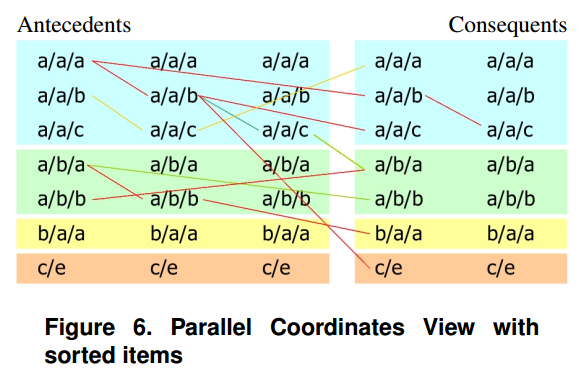 Antecedents Consequents
a/a/a a/a/a a/a/a a/a/a a/a/a
a/a/b a/a/b a/a/b a/a/b a/a/b
a/a/c a/a/c a/a/c a/a/c a/a/c
a/b/a a/b/a a/b/a a/b/a a/b/a
a/b/b a/b/b a/b/b a/b/b a/b/b
b/a/a b/a/a b/a/a b/a/a b/a/a
c/e c/e c/e c/e c/e
Figure 6. Parallel Coordinates View with
sorted items